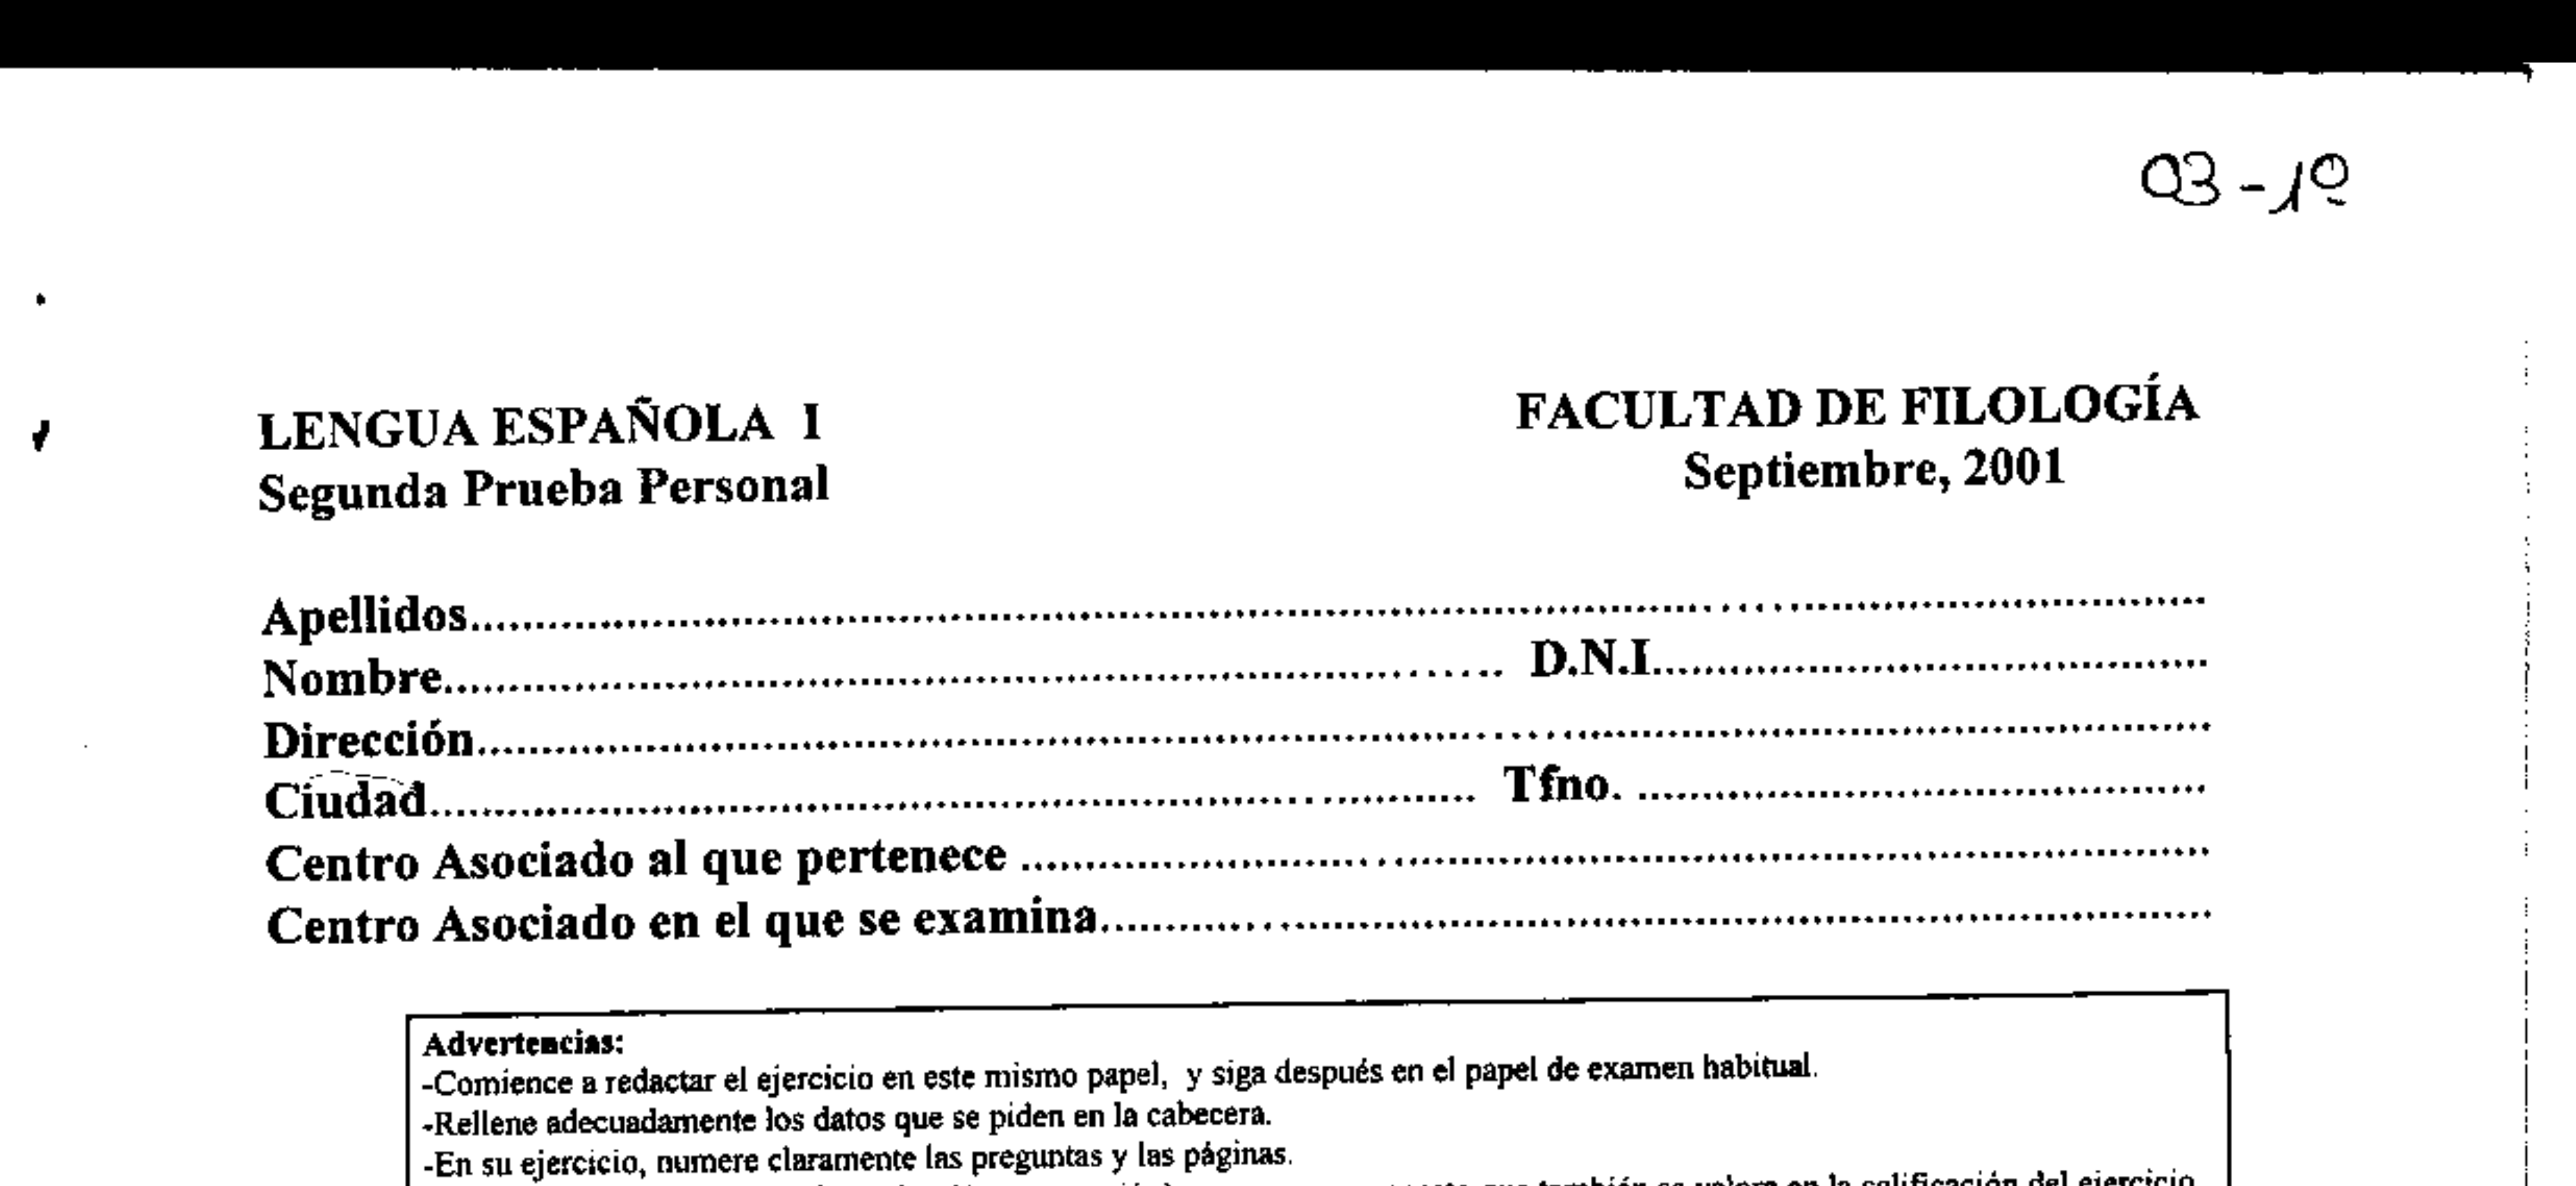 03-1º
LENGUA ESPAÑOLA I
Segunda Prueba Personal
FACULTAD DE FILOLOGÍA
Septiembre, 2001
Apellidos
Nombre D.N.I.
Dirección
Ciudad Tfno.
Centro Asociado al que pertenece
Centro Asociado en el que se examina
Advertencias:
-Comience a redactar el ejercicio en este mismo papel, y siga después en el papel de examen habitual.
-Rellene adecuadamente los datos que se piden en la cabecera.
-En su ejercicio, numere claramente las preguntas y las páginas.
que también se valora en la calificación del ejercicio